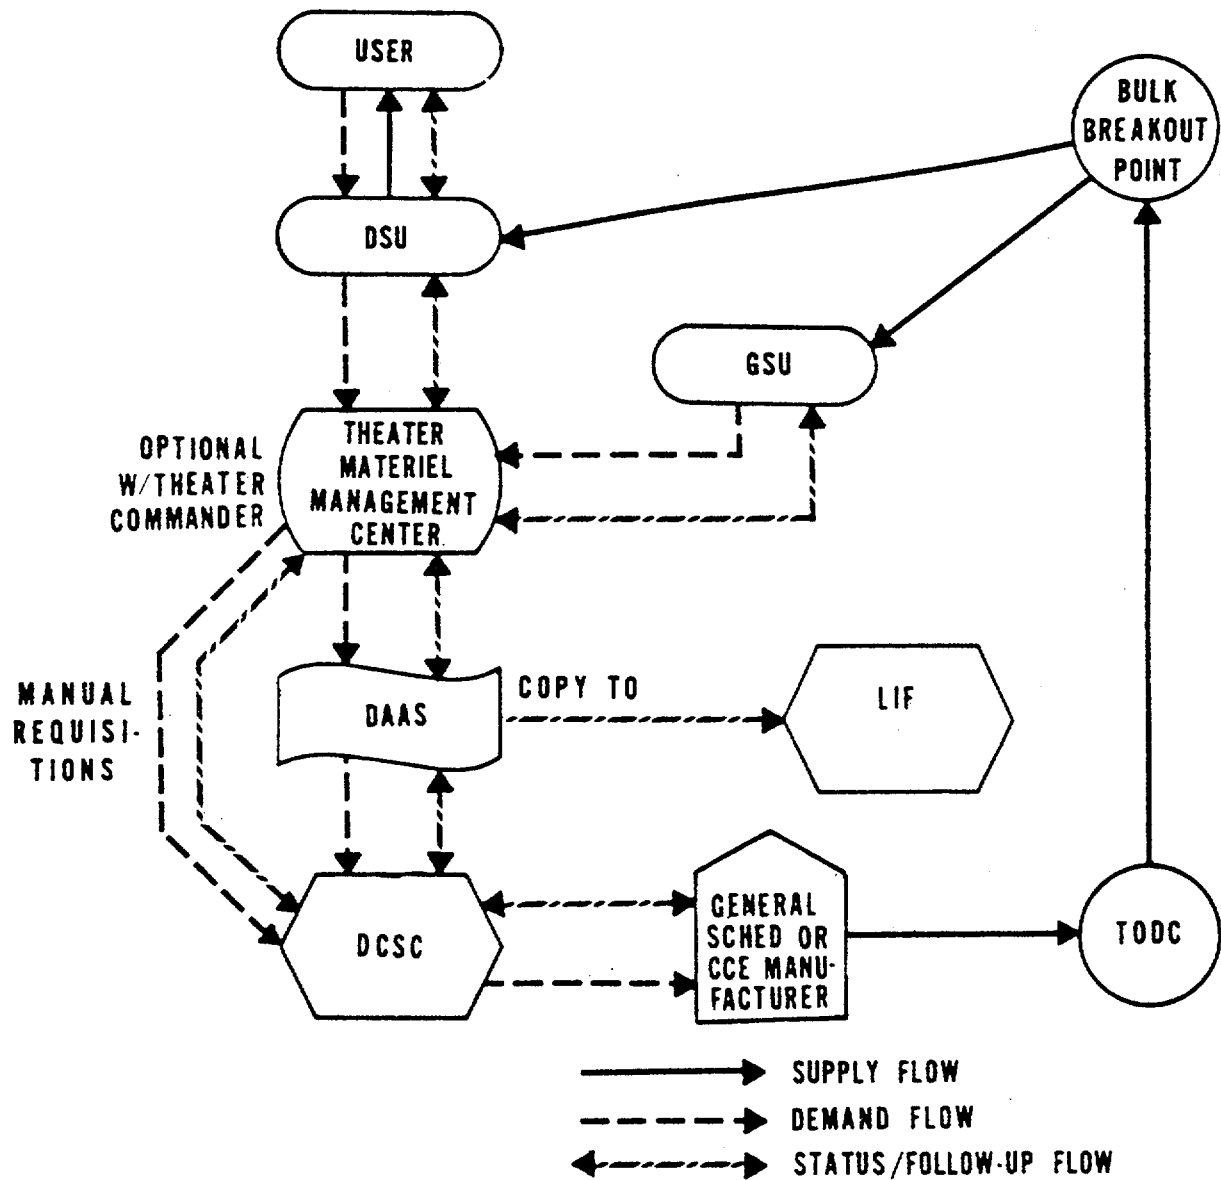 USER
BULK
BREAKOUT
POINT
DSU
GSU
OPTIONAL
W/THEATER
COMMANDER
THEATER
MATERIEL
MANAGEMENT
CENTER
COPY TO
LIF
MANUAL
REQUISI-
TIONS
DAAS
DCSC
GENERAL
SCHED OR
CCE MANU-
FACTURER
TODC
SUPPLY FLOW
DEMAND FLOW
STATUS/FOLLOW-UP FLOW